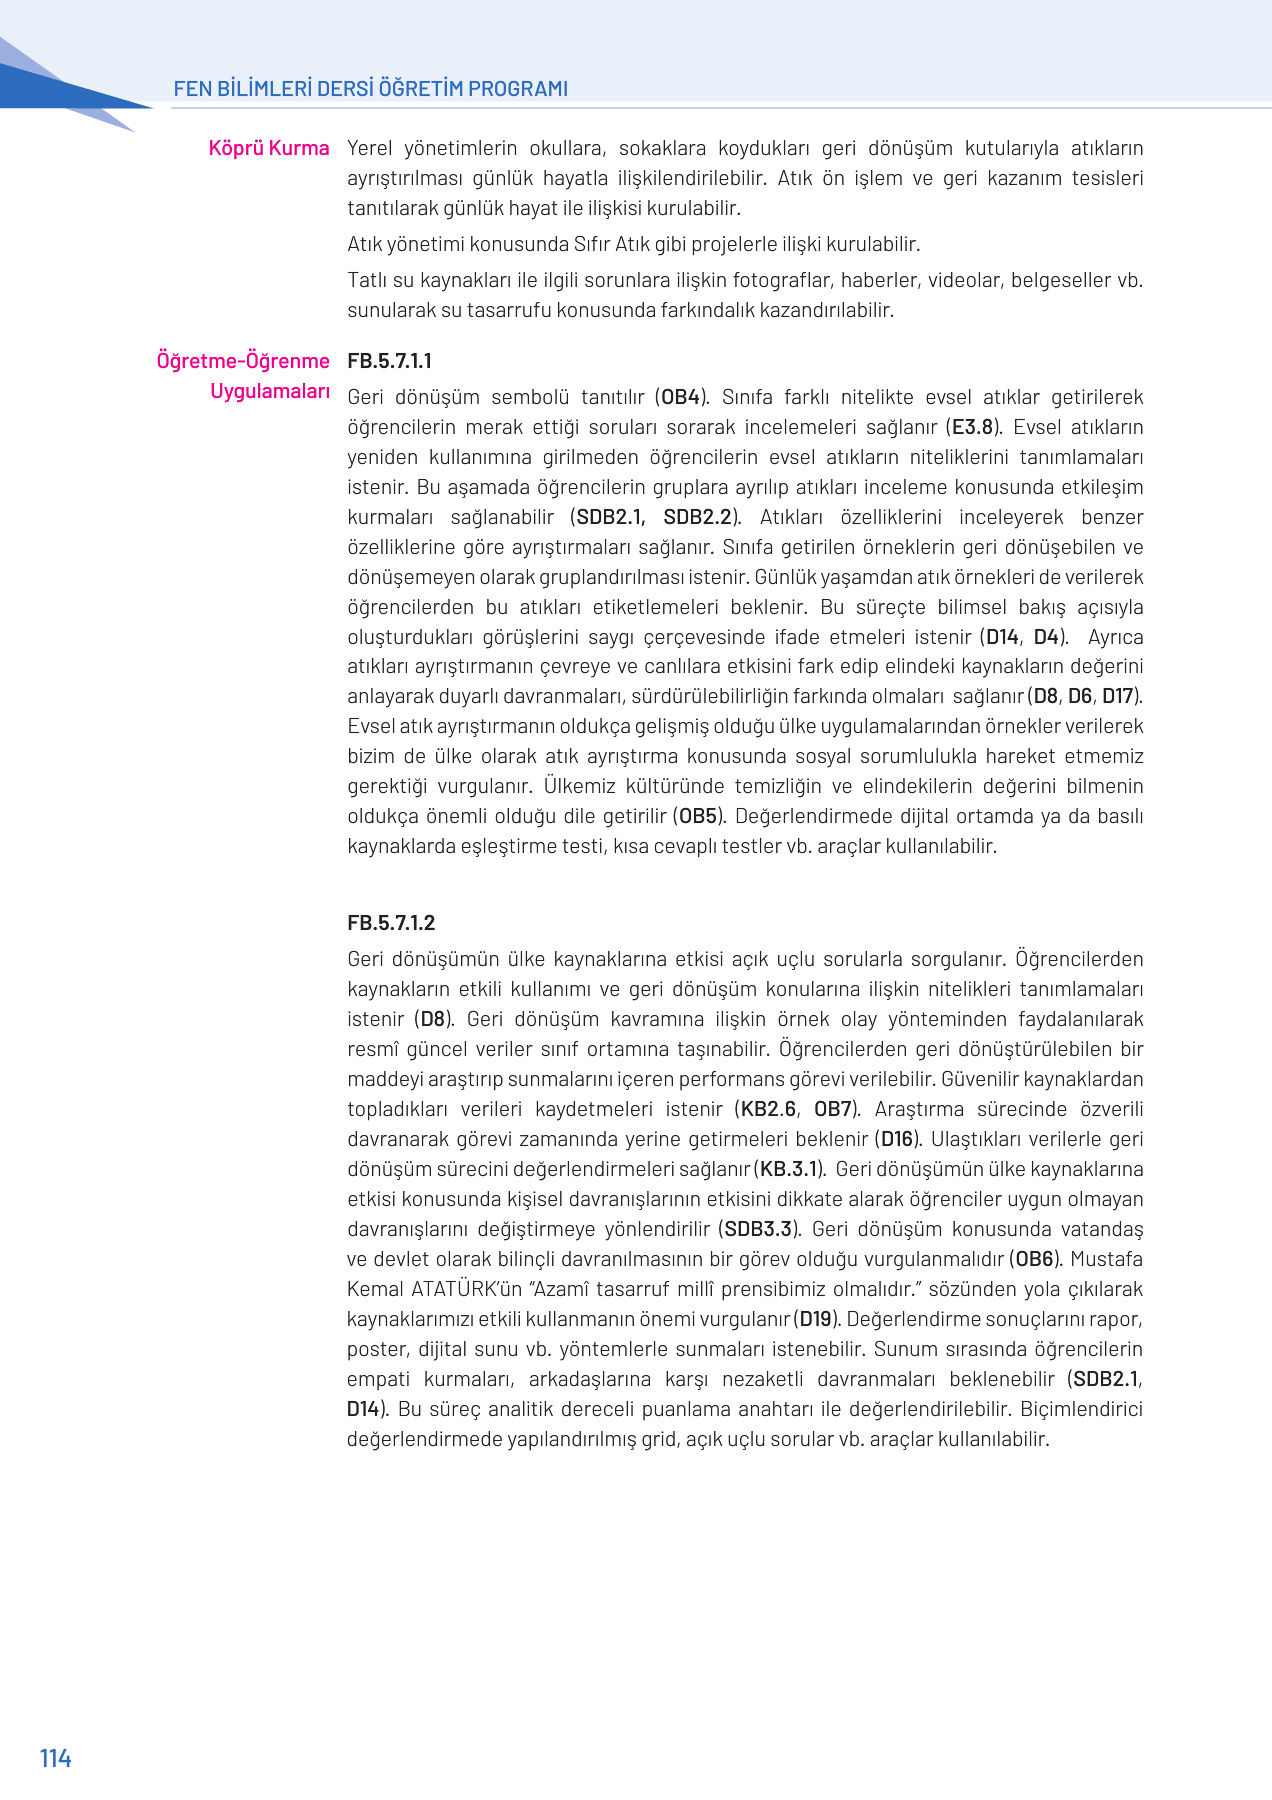 FEN BİLİMLERİ DERSİ ÖĞRETİM PROGRAMI
Köprü Kurma
Yerel yönetimlerin okullara, sokaklara koydukları geri dönüşüm kutularıyla atıkların
ayrıştırılması günlük hayatla ilişkilendirilebilir. Atık ön işlem ve geri kazanım tesisleri
tanıtılarak günlük hayat ile ilişkisi kurulabilir.
Atık yönetimi konusunda Sıfır Atık gibi projelerle ilişki kurulabilir.
Tatlı su kaynakları ile ilgili sorunlara ilişkin fotograflar, haberler, videolar, belgeseller vb.
sunularak su tasarrufu konusunda farkındalık kazandırılabilir.
Öğretme-Öğrenme
Uygulamaları
FB.5.7.1.1
Geri dönüşüm sembolü tanıtılır (OB4). Sınıfa farklı nitelikte evsel atıklar getirilerek
öğrencilerin merak ettiği soruları sorarak incelemeleri sağlanır (E3.8). Evsel atıkların
yeniden kullanımına girilmeden öğrencilerin evsel atıkların niteliklerini tanımlamaları
istenir. Bu aşamada öğrencilerin gruplara ayrılıp atıkları inceleme konusunda etkileşim
kurmaları sağlanabilir (SDB2.1, SDB2.2). Atıkları özelliklerini inceleyerek benzer
özelliklerine göre ayrıştırmaları sağlanır. Sınıfa getirilen örneklerin geri dönüşebilen ve
dönüşemeyen olarak gruplandırılması istenir. Günlük yaşamdan atık örnekleri de verilerek
öğrencilerden bu atıkları etiketlemeleri beklenir. Bu süreçte bilimsel bakış açısıyla
oluşturdukları görüşlerini saygı çerçevesinde ifade etmeleri istenir (D14, D4). Ayrıca
atıkları ayrıştırmanın çevreye ve canlılara etkisini fark edip elindeki kaynakların değerini
anlayarak duyarlı davranmaları, sürdürülebilirliğin farkında olmaları sağlanır (D8, D6, D17).
Evsel atık ayrıştırmanın oldukça gelişmiş olduğu ülke uygulamalarından örnekler verilerek
bizim de ülke olarak atık ayrıştırma konusunda sosyal sorumlulukla hareket etmemiz
gerektiği vurgulanır. Ülkemiz kültüründe temizliğin ve elindekilerin değerini bilmenin
oldukça önemli olduğu dile getirilir (OB5). Değerlendirmede dijital ortamda ya da basılı
kaynaklarda eşleştirme testi, kısa cevaplı testler vb. araçlar kullanılabilir.
FB.5.7.1.2
Geri dönüşümün ülke kaynaklarına etkisi açık uçlu sorularla sorgulanır. Öğrencilerden
kaynakların etkili kullanımı ve geri dönüşüm konularına ilişkin nitelikleri tanımlamaları
istenir (D8). Geri dönüşüm kavramına ilişkin örnek olay yönteminden faydalanılarak
resmî güncel veriler sınıf ortamına taşınabilir. Öğrencilerden geri dönüştürülebilen bir
maddeyi araştırıp sunmalarını içeren performans görevi verilebilir. Güvenilir kaynaklardan
topladıkları verileri kaydetmeleri istenir (KB2.6, OB7). Araştırma sürecinde özverili
davranarak görevi zamanında yerine getirmeleri beklenir (D16). Ulaştıkları verilerle geri
dönüşüm sürecini değerlendirmeleri sağlanır (KB.3.1). Geri dönüşümün ülke kaynaklarına
etkisi konusunda kişisel davranışlarının etkisini dikkate alarak öğrenciler uygun olmayan
davranışlarını değiştirmeye yönlendirilir (SDB3.3). Geri dönüşüm konusunda vatandaş
ve devlet olarak bilinçli davranılmasının bir görev olduğu vurgulanmalıdır (OB6). Mustafa
Kemal ATATÜRK’ün “Azamî tasarruf millî prensibimiz olmalıdır.” sözünden yola çıkılarak
kaynaklarımızı etkili kullanmanın önemi vurgulanır (D19). Değerlendirme sonuçlarını rapor,
poster, dijital sunu vb. yöntemlerle sunmaları istenebilir. Sunum sırasında öğrencilerin
empati kurmaları, arkadaşlarına karşı nezaketli davranmaları beklenebilir (SDB2.1,
D14). Bu süreç analitik dereceli puanlama anahtarı ile değerlendirilebilir. Biçimlendirici
değerlendirmede yapılandırılmış grid, açık uçlu sorular vb. araçlar kullanılabilir.
114